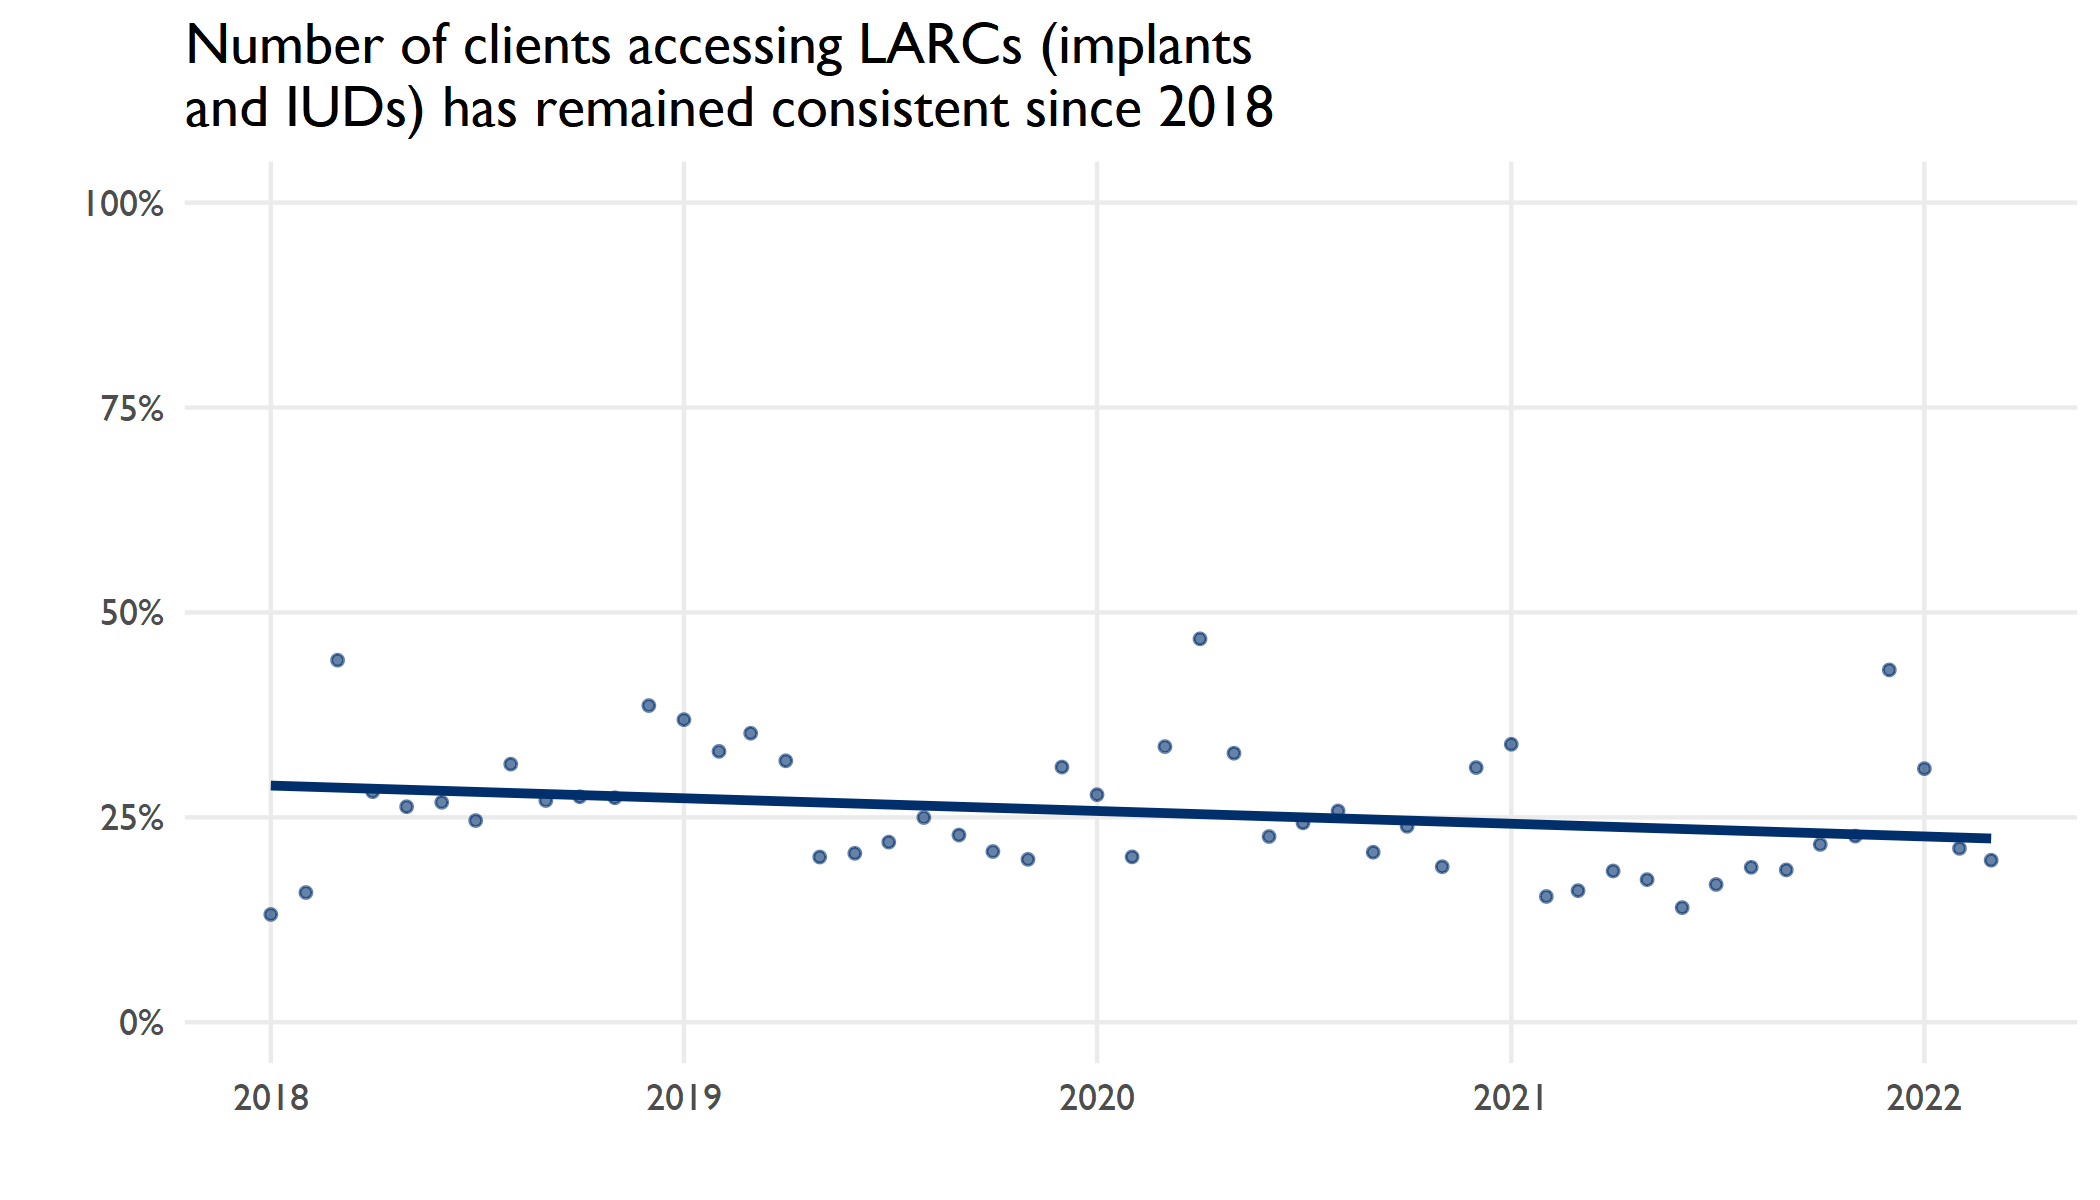 Number of clients accessing LARCs (implants
and IUDs) has remained consistent since 2018
100%
75%
50%
25%
0%
2018 2019 2020 2021 2022